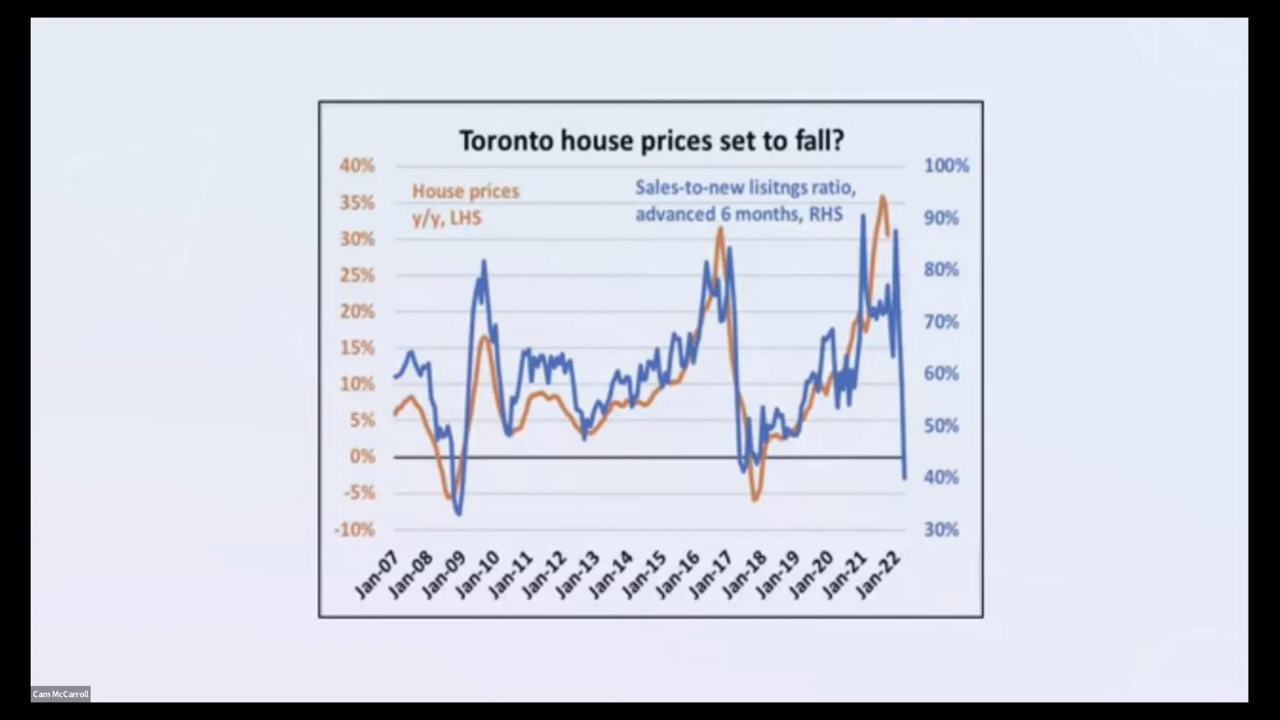 Toronto house prices set to fall?
40%
35%
30%
25%
20%
15%
10%
5%
0%
-5%
-10%
House prices
y/y, LHS
Sales-to-new lisitngs ratio,
advanced 6 months, RHS
100%
90%
80%
70%
60%
50%
40%
30%
Jan-07
Jan-08
Jan-09
Jan-10
Jan-11
Jan-12
Jan-13
Jan-14
Jan-15
Jan-16
Jan-17
Jan-18
Jan-19
Jan-20
Jan-21
Jan-22
Cam McCarroll